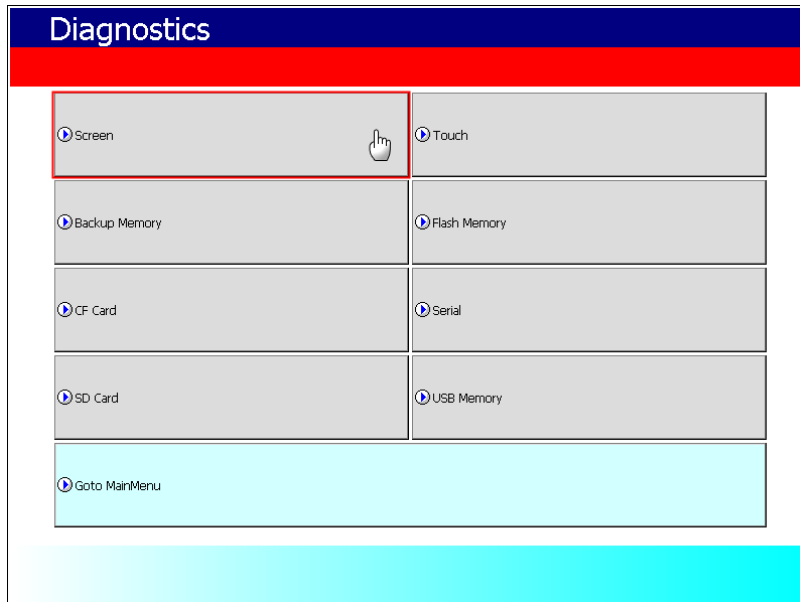 Diagnostics
Screen
Touch
Backup Memory
Flash Memory
CF Card
Serial
SD Card
USB Memory
Goto MainMenu